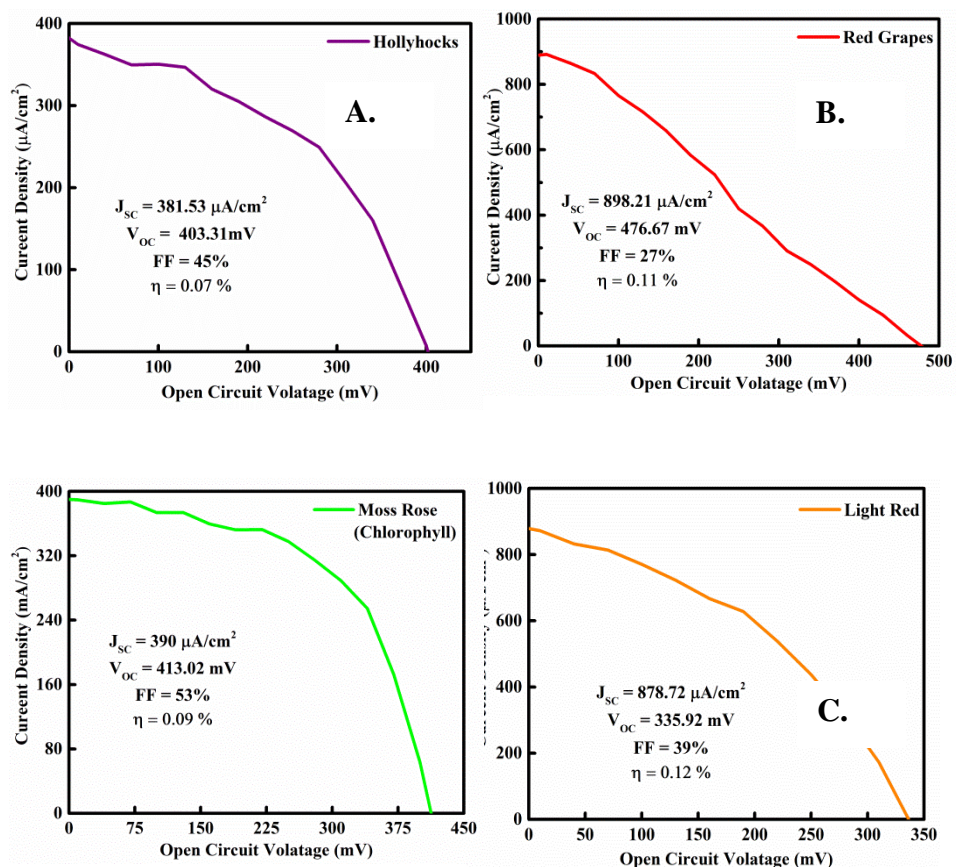 Hollyhocks
A.
J_SC = 381.53 μA/cm²
V_OC = 403.31mV
FF = 45%
η = 0.07 %
Cureent Density (μA/cm²)
400
300
200
100
0
0 100 200 300 400
Open Circuit Volatage (mV)
Red Grapes
B.
J_SC = 898.21 μA/cm²
V_OC = 476.67 mV
FF = 27%
η = 0.11 %
Cureent Density (μA/cm²)
1000
800
600
400
200
0
0 100 200 300 400 500
Open Circuit Volatage (mV)
Moss Rose
(Chlorophyll)
J_SC = 390 μA/cm²
V_OC = 413.02 mV
FF = 53%
η = 0.09 %
Cureent Density (mA/cm²)
400
320
240
160
80
0
0 75 150 225 300 375 450
Open Circuit Volatage (mV)
Light Red
C.
J_SC = 878.72 μA/cm²
V_OC = 335.92 mV
FF = 39%
η = 0.12 %
1000
800
600
400
200
0
0 50 100 150 200 250 300 350
Open Circuit Volatage (mV)